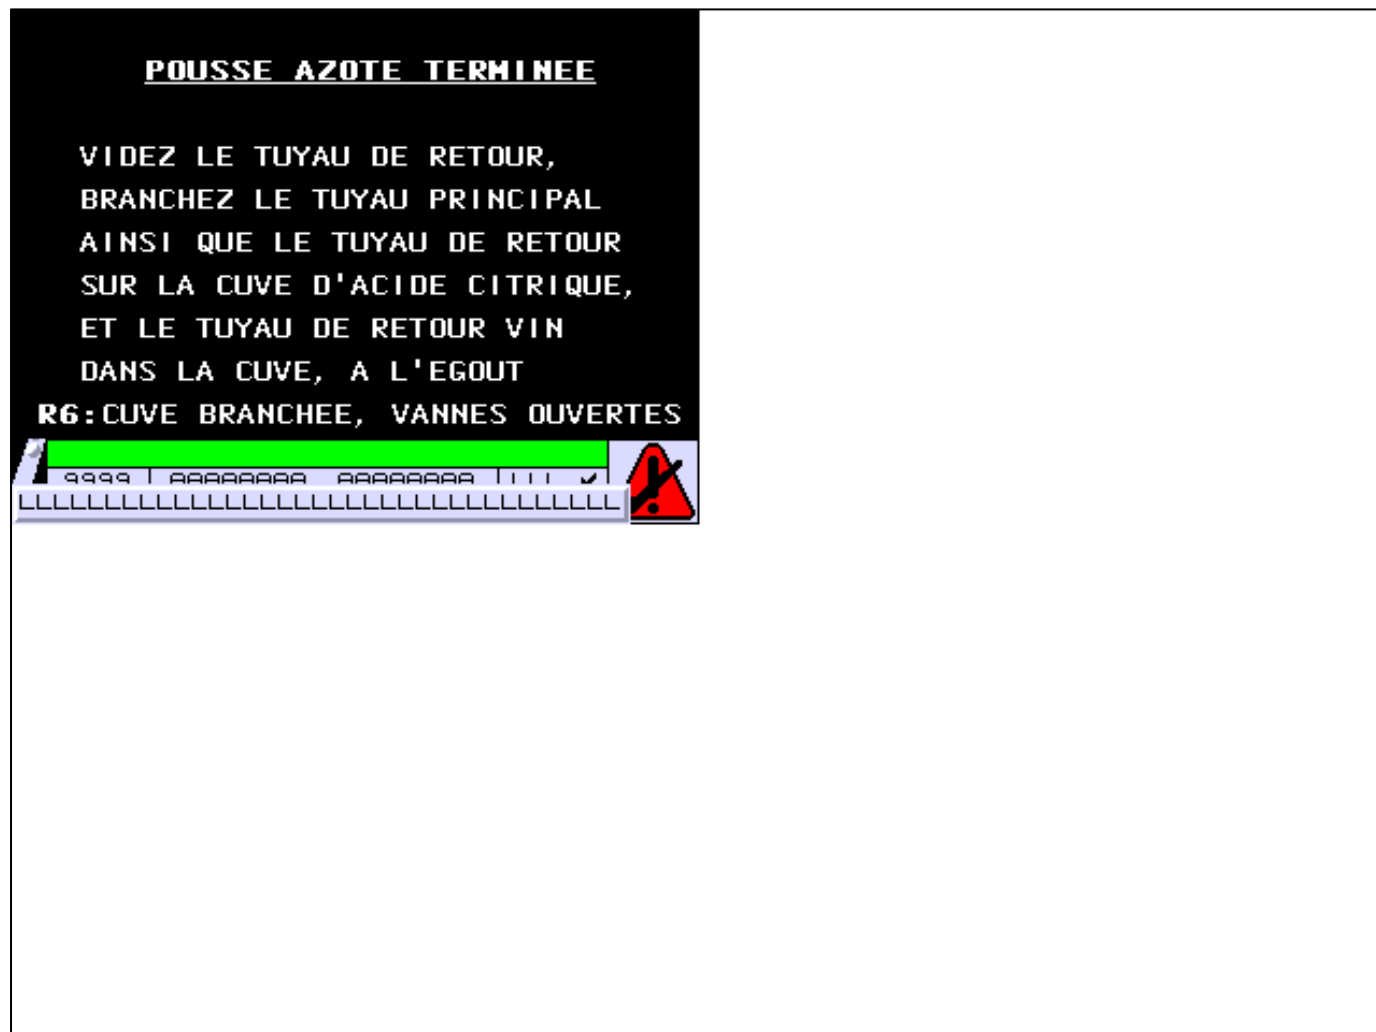 POUSSE AZOTE TERMINEE
VIDEZ LE TUYAU DE RETOUR,
BRANCHEZ LE TUYAU PRINCIPAL
AINSI QUE LE TUYAU DE RETOUR
SUR LA CUVE D'ACIDE CITRIQUE,
ET LE TUYAU DE RETOUR VIN
DANS LA CUVE, A L'EGOUT
R6:CUVE BRANCHEE, VANNES OUVERTES
LLLLLLLLLLLLLLLLLLLLLLLLLLLLLLLLLLLLLLLL